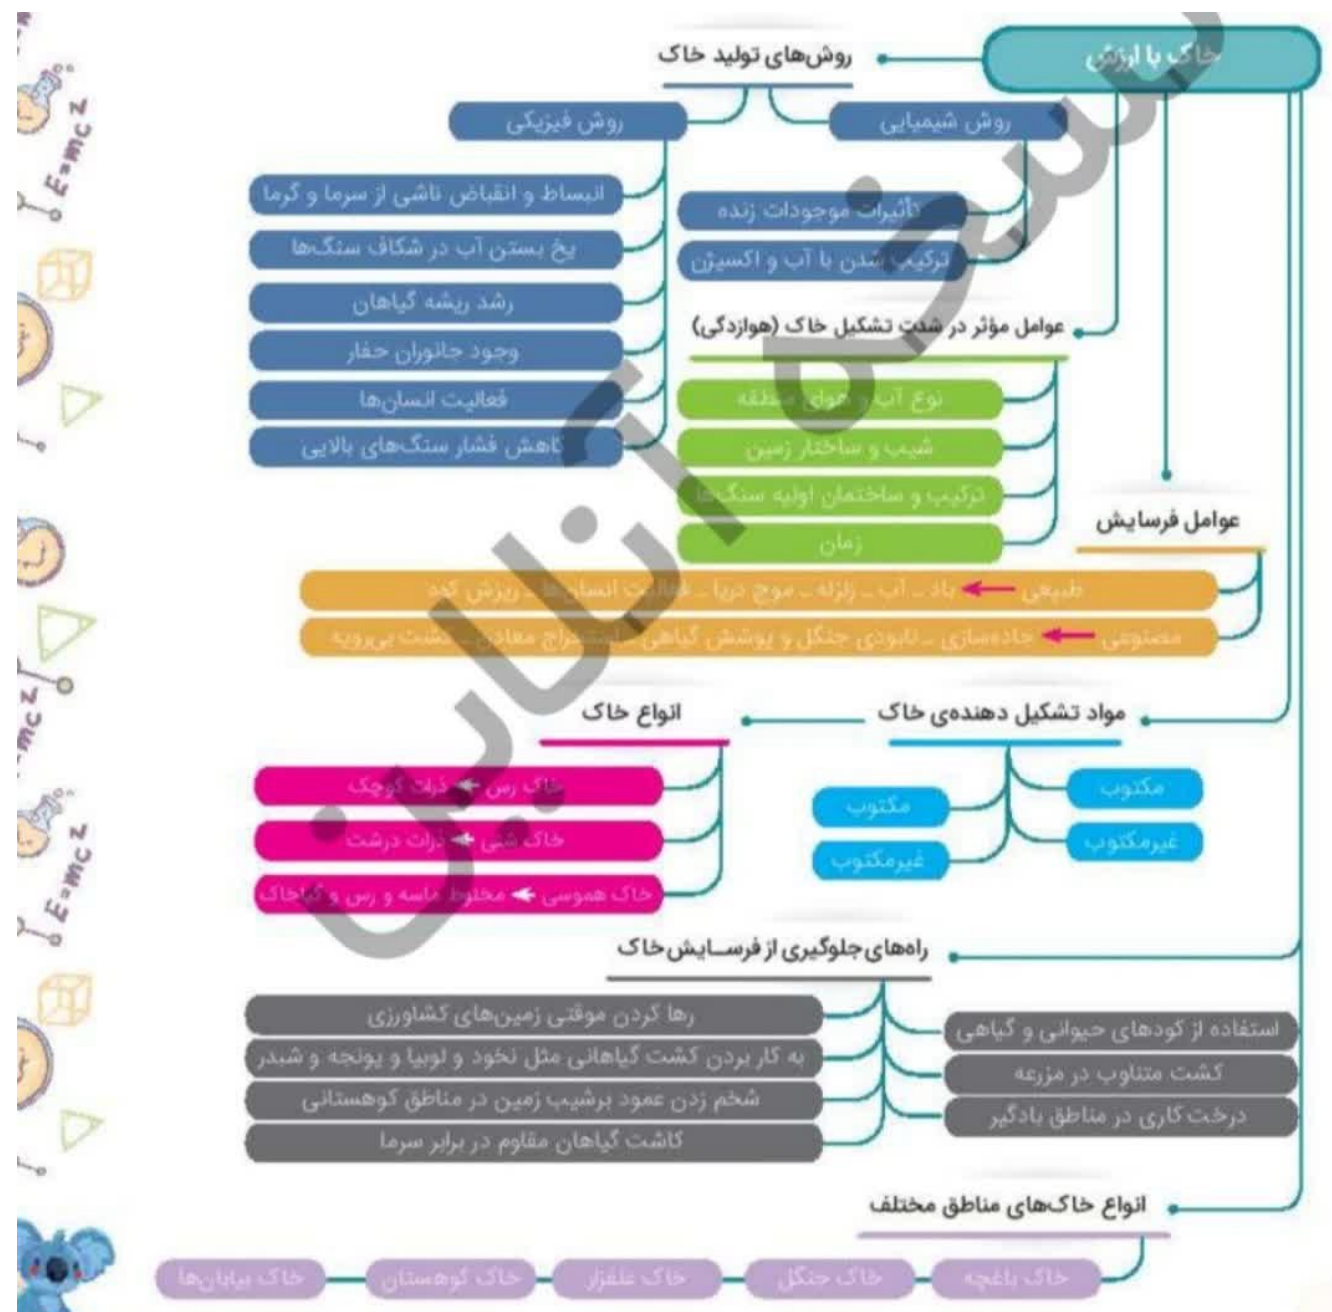 خاک با ارزش
روش‌های تولید خاک
روش شیمیایی
تأثیرات موجودات زنده
ترکیب شدن با آب و اکسیژن
روش فیزیکی
انبساط و انقباض ناشی از سرما و گرما
یخ بستن آب در شکاف سنگ‌ها
رشد ریشه گیاهان
وجود جانوران حفار
فعالیت انسان‌ها
کاهش فشار سنگ‌های بالایی
عوامل مؤثر در شدت تشکیل خاک (هوازدگی)
نوع آب و هوای منطقه
شیب و ساختار زمین
ترکیب و ساختمان اولیه سنگ‌ها
زمان
عوامل فرسایش
طبیعی ← باد _ آب _ زلزله _ موج دریا _ فعالیت انسان‌ها _ ریزش کوه
مصنوعی ← جاده‌سازی _ نابودی جنگل و پوشش گیاهی _ استخراج معادن _ کشت بی‌رویه
مواد تشکیل دهنده‌ی خاک
مکتوب
غیرمکتوب
مکتوب
غیرمکتوب
انواع خاک
خاک رس ← ذرات کوچک
خاک شنی ← ذرات درشت
خاک هموسی ← مخلوط ماسه و رس و گیاخاک
راه‌های جلوگیری از فرسایش خاک
استفاده از کودهای حیوانی و گیاهی
کشت متناوب در مزرعه
درخت کاری در مناطق بادگیر
رها کردن موقتی زمین‌های کشاورزی
به کار بردن کشت گیاهانی مثل نخود و لوبیا و یونجه و شبدر
شخم زدن عمود برشیب زمین در مناطق کوهستانی
کاشت گیاهان مقاوم در برابر سرما
انواع خاک‌های مناطق مختلف
خاک باغچه
خاک جنگل
خاک علفزار
خاک کوهستان
خاک بیابان‌ها
نسخه آنلاین
E=mc2
E=mc2